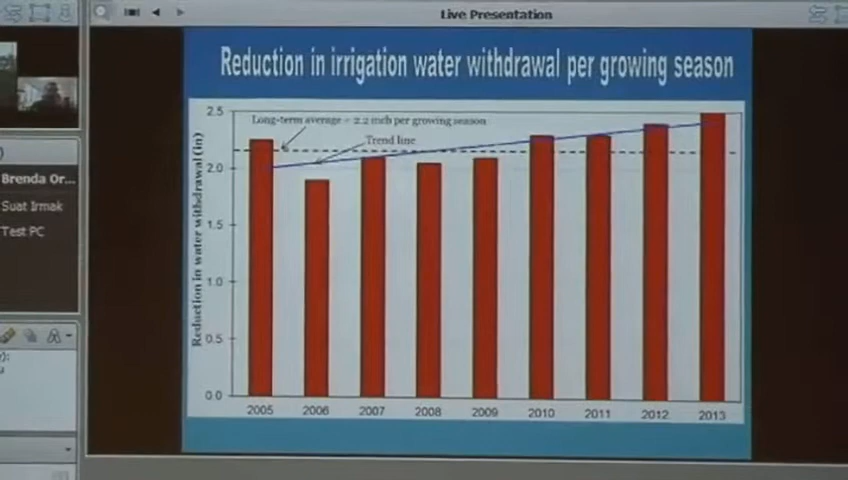 Live Presentation
Reduction in irrigation water withdrawal per growing season
2.5
Long-term average = 2.2 inch per growing season
Trend line
2.0
1.5
1.0
0.5
0.0
Reduction in water withdrawal (in)
2005 2006 2007 2008 2009 2010 2011 2012 2013
Brenda Or...
Suat Irmak
Test PC